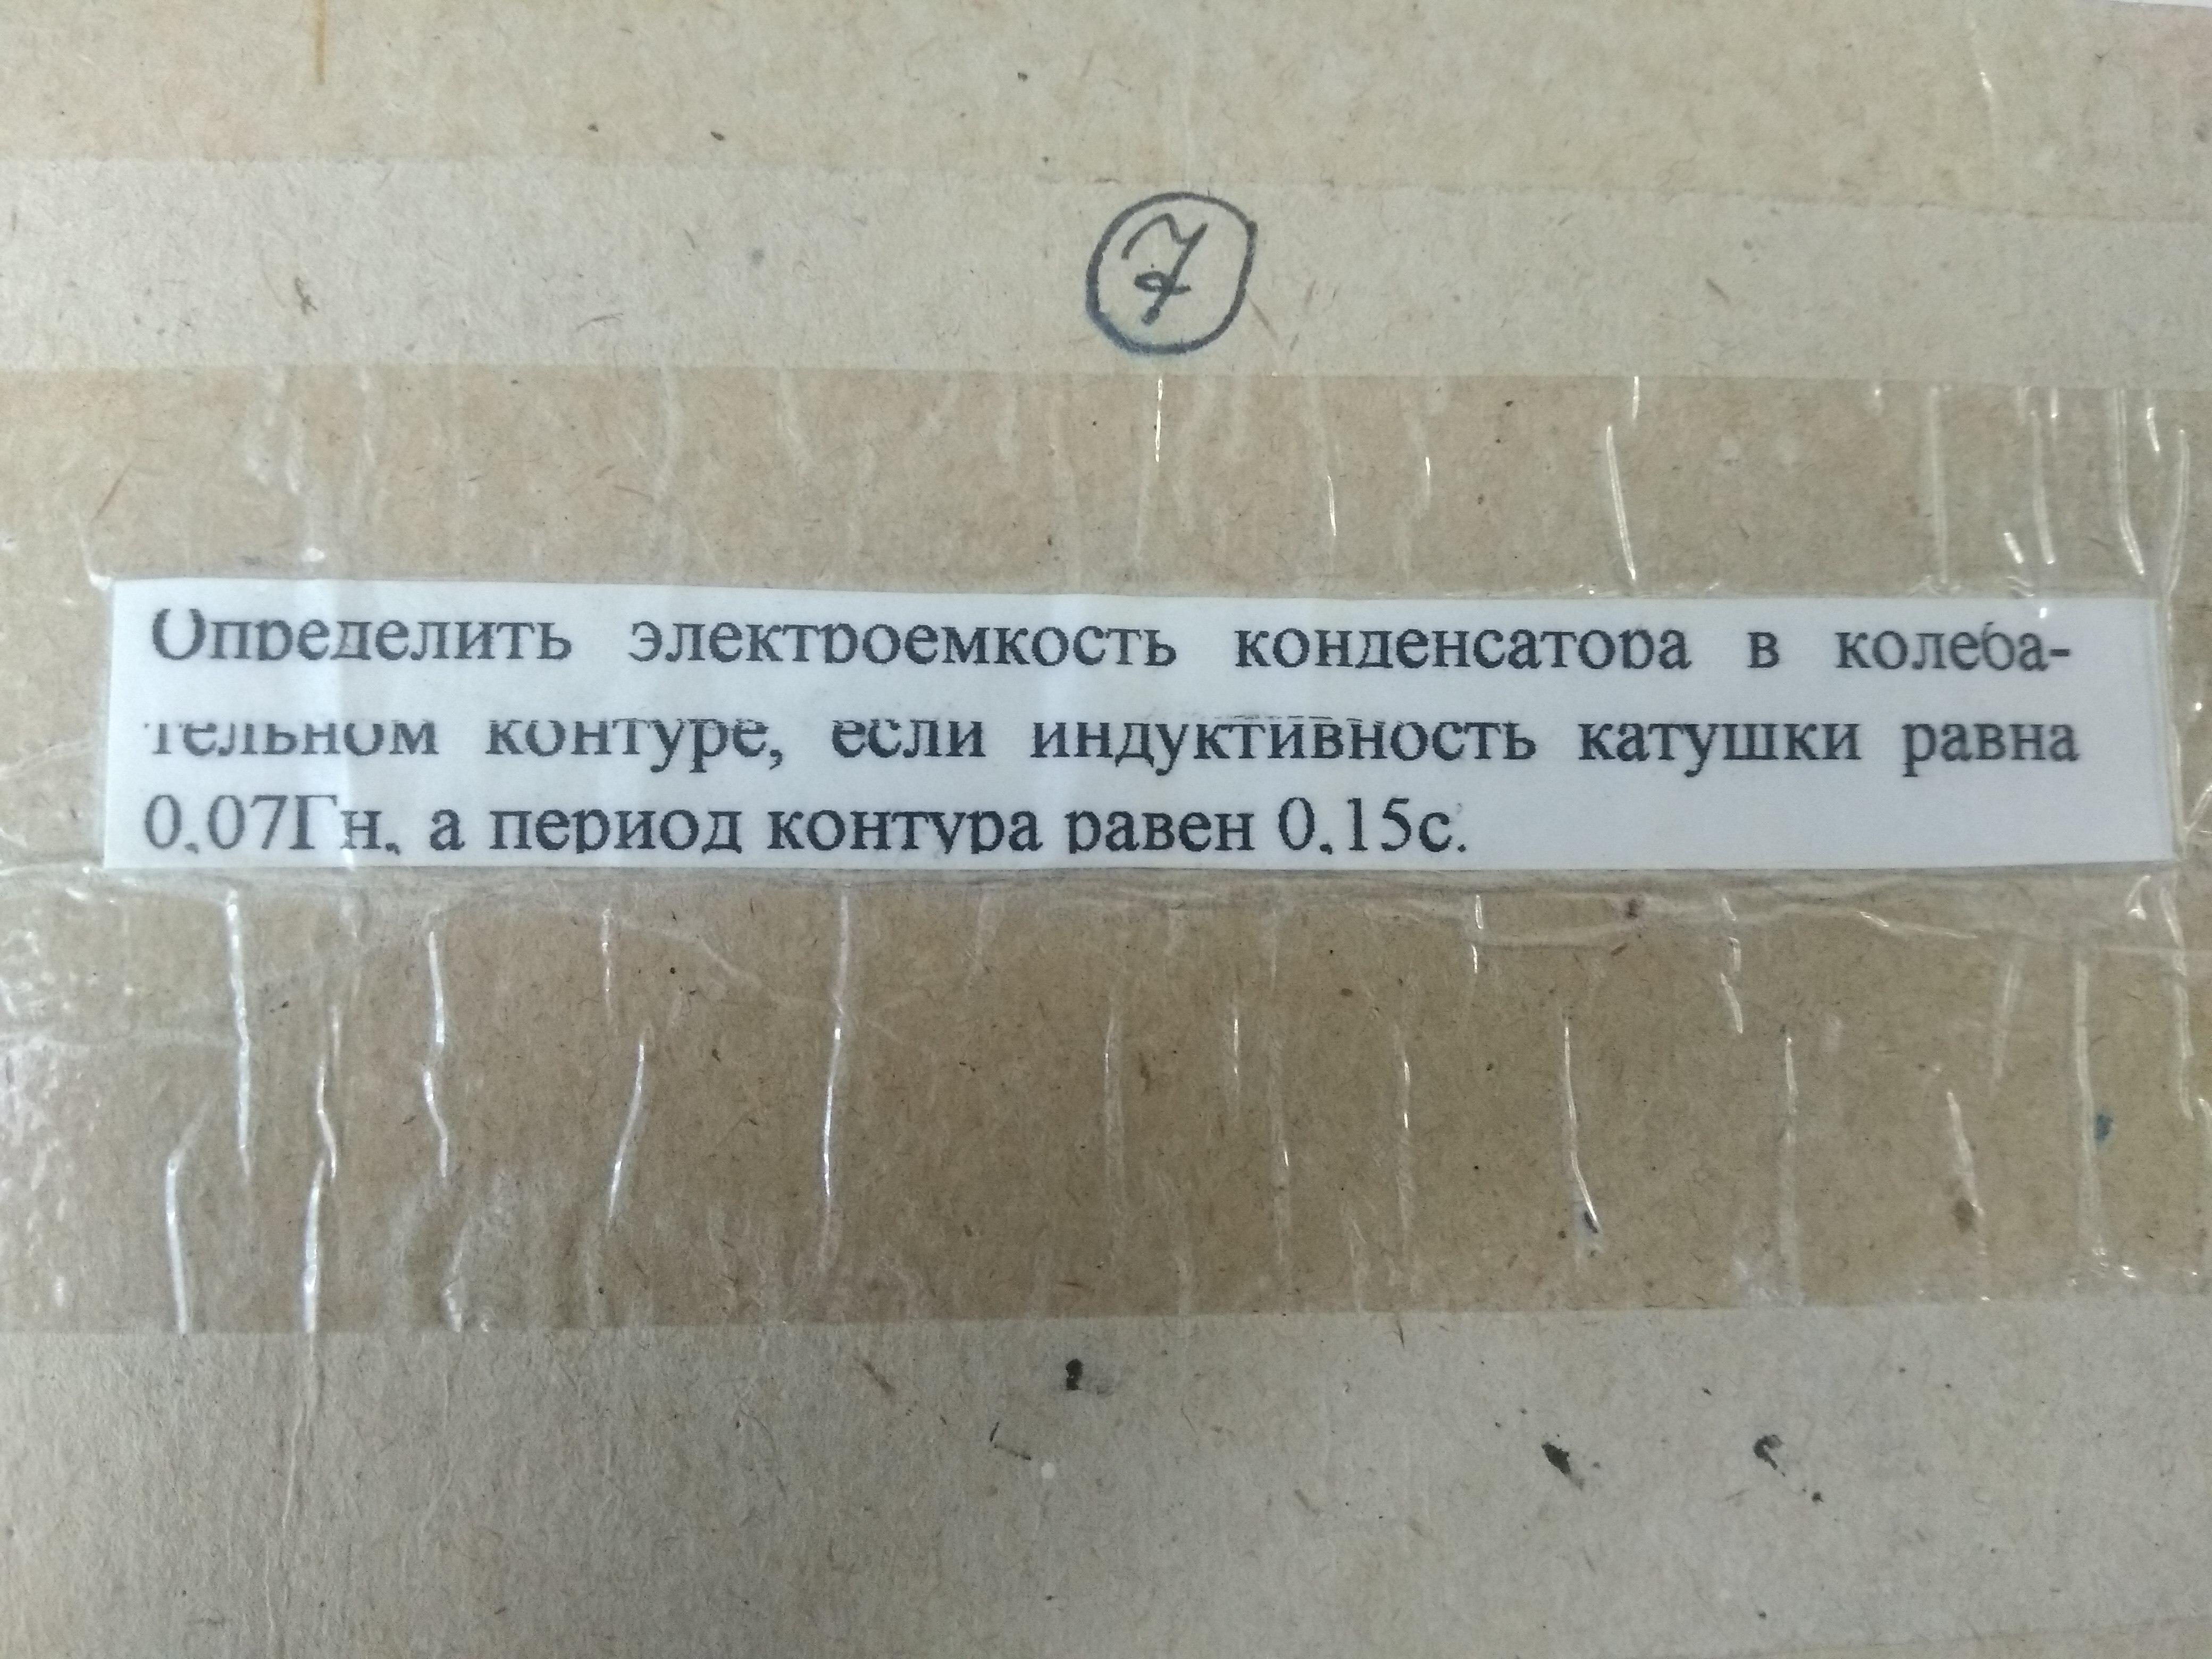 7
Определить электроемкость конденсатора в колеба-
тельном контуре, если индуктивность катушки равна
0,07Гн, а период контура равен 0,15с.